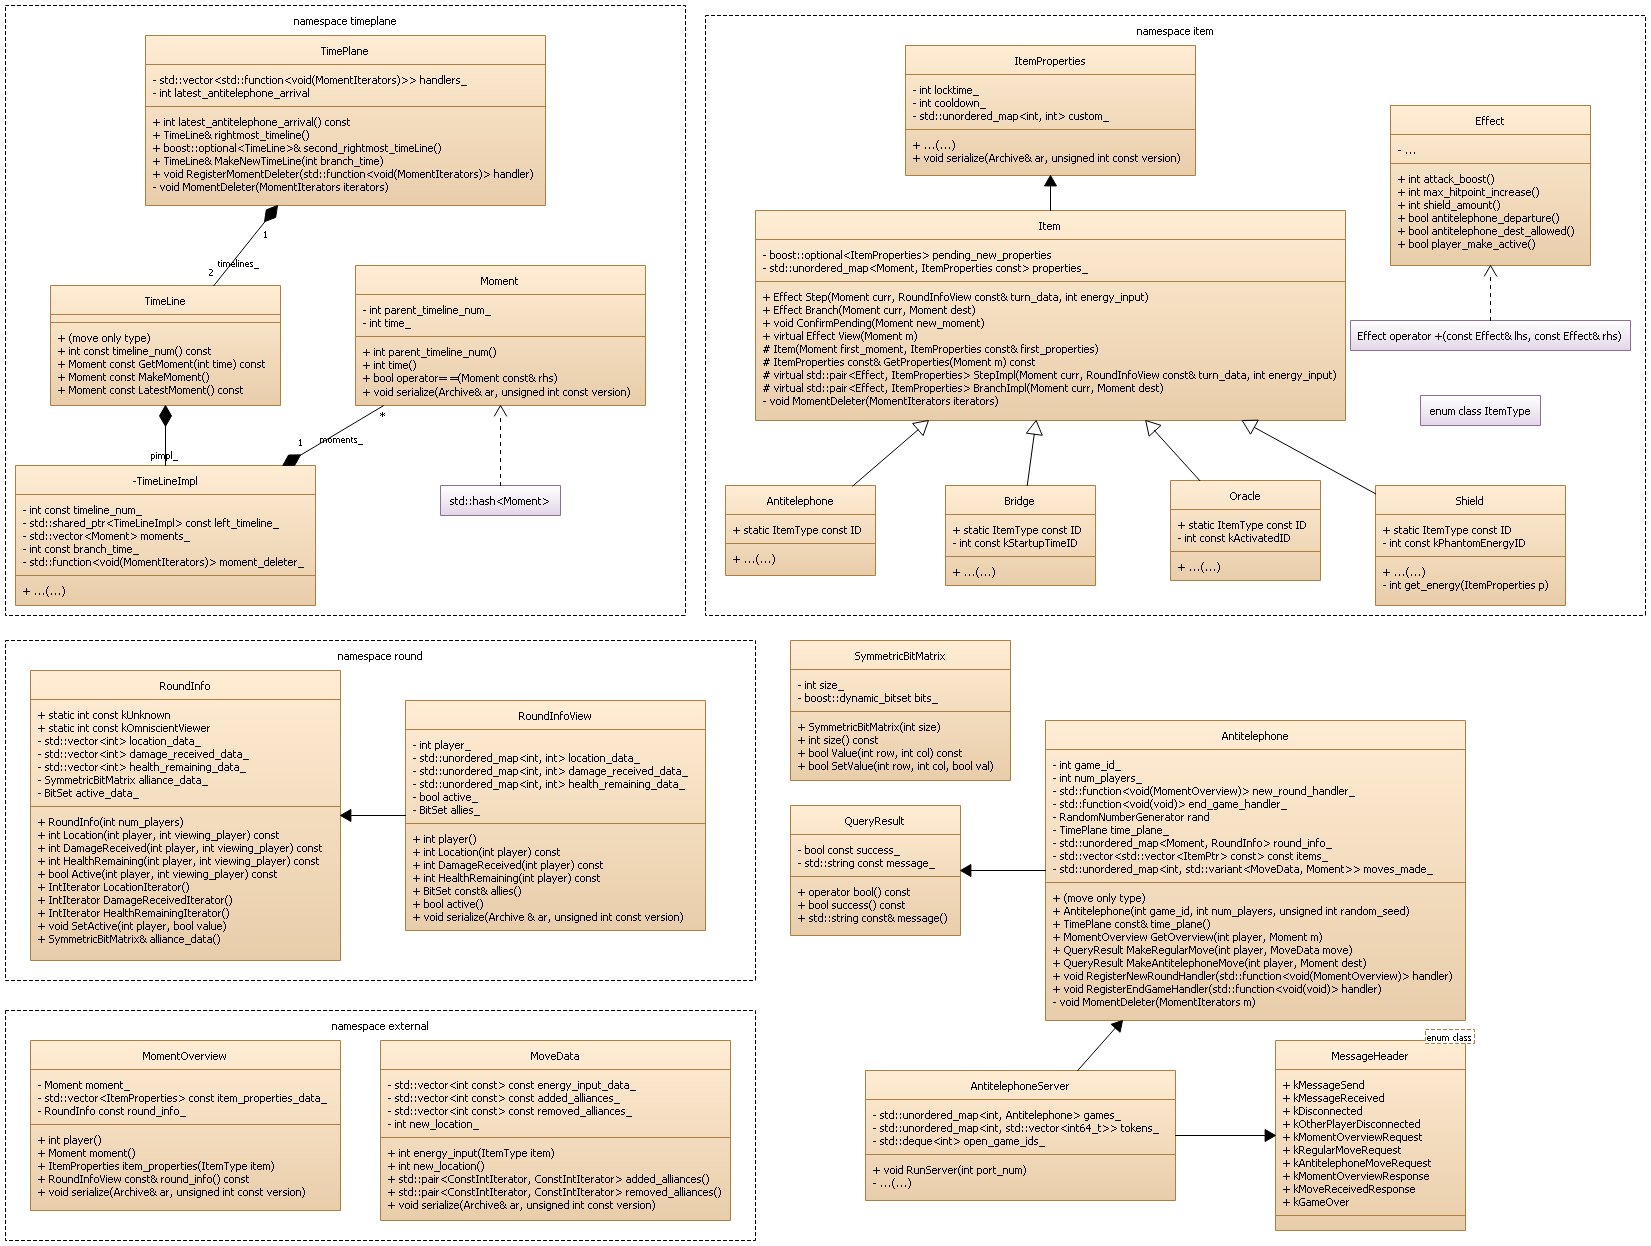 namespace timeplane
TimePlane
- std::vector<std::function<void(MomentIterators)>> handlers_
- int latest_antitelephone_arrival
+ int latest_antitelephone_arrival() const
+ TimeLine& rightmost_timeline()
+ boost::optional<TimeLine>& second_rightmost_timeLine()
+ TimeLine& MakeNewTimeLine(int branch_time)
+ void RegisterMomentDeleter(std::function<void(MomentIterators)> handler)
- void MomentDeleter(MomentIterators iterators)
1
timelines_
2
TimeLine
+ (move only type)
+ int const timeline_num() const
+ Moment const GetMoment(int time) const
+ Moment const MakeMoment()
+ Moment const LatestMoment() const
Moment
- int parent_timeline_num_
- int time_
+ int parent_timeline_num()
+ int time()
+ bool operator==(Moment const& rhs)
+ void serialize(Archive& ar, unsigned int const version)
*
1
moments_
pimpl_
-TimeLineImpl
- int const timeline_num_
- std::shared_ptr<TimeLineImpl> const left_timeline_
- std::vector<Moment> moments_
- int const branch_time_
- std::function<void(MomentIterators)> moment_deleter_
+ ...(...)
std::hash<Moment>
namespace item
ItemProperties
- int locktime_
- int cooldown_
- std::unordered_map<int, int> custom_
+ ...(...)
+ void serialize(Archive& ar, unsigned int const version)
Effect
- ...
+ int attack_boost()
+ int max_hitpoint_increase()
+ int shield_amount()
+ bool antitelephone_departure()
+ bool antitelephone_dest_allowed()
+ bool player_make_active()
Item
- boost::optional<ItemProperties> pending_new_properties
- std::unordered_map<Moment, ItemProperties const> properties_
+ Effect Step(Moment curr, RoundInfoView const& turn_data, int energy_input)
+ Effect Branch(Moment curr, Moment dest)
+ void ConfirmPending(Moment new_moment)
+ virtual Effect View(Moment m)
# Item(Moment first_moment, ItemProperties const& first_properties)
# ItemProperties const& GetProperties(Moment m) const
# virtual std::pair<Effect, ItemProperties> StepImpl(Moment curr, RoundInfoView const& turn_data, int energy_input)
# virtual std::pair<Effect, ItemProperties> BranchImpl(Moment curr, Moment dest)
- void MomentDeleter(MomentIterators iterators)
Effect operator +(const Effect& lhs, const Effect& rhs)
enum class ItemType
Antitelephone
+ static ItemType const ID
+ ...(...)
Bridge
+ static ItemType const ID
- int const kStartupTimeID
+ ...(...)
Oracle
+ static ItemType const ID
- int const kActivatedID
+ ...(...)
Shield
+ static ItemType const ID
- int const kPhantomEnergyID
+ ...(...)
- int get_energy(ItemProperties p)
namespace round
RoundInfo
+ static int const kUnknown
+ static int const kOmniscientViewer
- std::vector<int> location_data_
- std::vector<int> damage_received_data_
- std::vector<int> health_remaining_data_
- SymmetricBitMatrix alliance_data_
- BitSet active_data_
+ RoundInfo(int num_players)
+ int Location(int player, int viewing_player) const
+ int DamageReceived(int player, int viewing_player) const
+ int HealthRemaining(int player, int viewing_player) const
+ bool Active(int player, int viewing_player) const
+ IntIterator LocationIterator()
+ IntIterator DamageReceivedIterator()
+ IntIterator HealthRemainingIterator()
+ void SetActive(int player, bool value)
+ SymmetricBitMatrix& alliance_data()
RoundInfoView
- int player_
- std::unordered_map<int, int> location_data_
- std::unordered_map<int, int> damage_received_data_
- std::unordered_map<int, int> health_remaining_data_
- bool active_
- BitSet allies_
+ int player()
+ int Location(int player) const
+ int DamageReceived(int player) const
+ int HealthRemaining(int player) const
+ BitSet const& allies()
+ bool active()
+ void serialize(Archive & ar, unsigned int const version)
SymmetricBitMatrix
- int size_
- boost::dynamic_bitset bits_
+ SymmetricBitMatrix(int size)
+ int size() const
+ bool Value(int row, int col) const
+ bool SetValue(int row, int col, bool val)
QueryResult
- bool const success_
- std::string const message_
+ operator bool() const
+ bool success() const
+ std::string const& message()
Antitelephone
- int game_id_
- int num_players_
- std::function<void(MomentOverview)> new_round_handler_
- std::function<void(void)> end_game_handler_
- RandomNumberGenerator rand
- TimePlane time_plane_
- std::unordered_map<Moment, RoundInfo> round_info_
- std::vector<std::vector<ItemPtr> const> const items_
- std::unordered_map<int, std::variant<MoveData, Moment>> moves_made_
+ (move only type)
+ Antitelephone(int game_id, int num_players, unsigned int random_seed)
+ TimePlane const& time_plane()
+ MomentOverview GetOverview(int player, Moment m)
+ QueryResult MakeRegularMove(int player, MoveData move)
+ QueryResult MakeAntitelephoneMove(int player, Moment dest)
+ void RegisterNewRoundHandler(std::function<void(MomentOverview)> handler)
+ void RegisterEndGameHandler(std::function<void(void)> handler)
- void MomentDeleter(MomentIterators m)
namespace external
MomentOverview
- Moment moment_
- std::vector<ItemProperties> const item_properties_data_
- RoundInfo const round_info_
+ int player()
+ Moment moment()
+ ItemProperties item_properties(ItemType item)
+ RoundInfoView const& round_info() const
+ void serialize(Archive& ar, unsigned int const version)
MoveData
- std::vector<int const> const energy_input_data_
- std::vector<int const> const added_alliances_
- std::vector<int const> const removed_alliances_
- int new_location_
+ int energy_input(ItemType item)
+ int new_location()
+ std::pair<ConstIntIterator, ConstIntIterator> added_alliances()
+ std::pair<ConstIntIterator, ConstIntIterator> removed_alliances()
+ void serialize(Archive& ar, unsigned int const version)
AntitelephoneServer
- std::unordered_map<int, Antitelephone> games_
- std::unordered_map<int, std::vector<int64_t>> tokens_
- std::deque<int> open_game_ids_
+ void RunServer(int port_num)
- ...(...)
enum class
MessageHeader
+ kMessageSend
+ kMessageReceived
+ kDisconnected
+ kOtherPlayerDisconnected
+ kMomentOverviewRequest
+ kRegularMoveRequest
+ kAntitelephoneMoveRequest
+ kMomentOverviewResponse
+ kMoveReceivedResponse
+ kGameOver